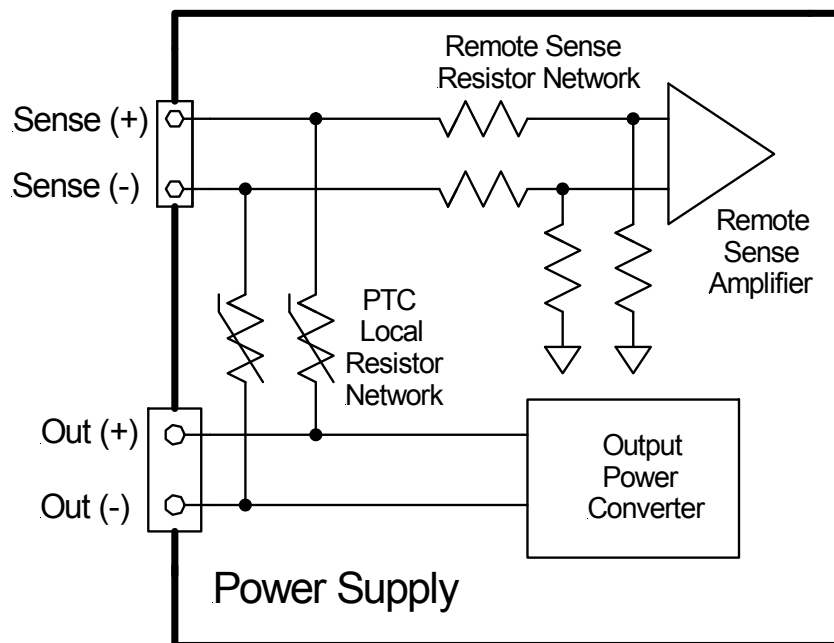 Remote Sense
Resistor Network
Sense (+)
Sense (-)
Remote
Sense
Amplifier
PTC
Local
Resistor
Network
Out (+)
Out (-)
Output
Power
Converter
Power Supply